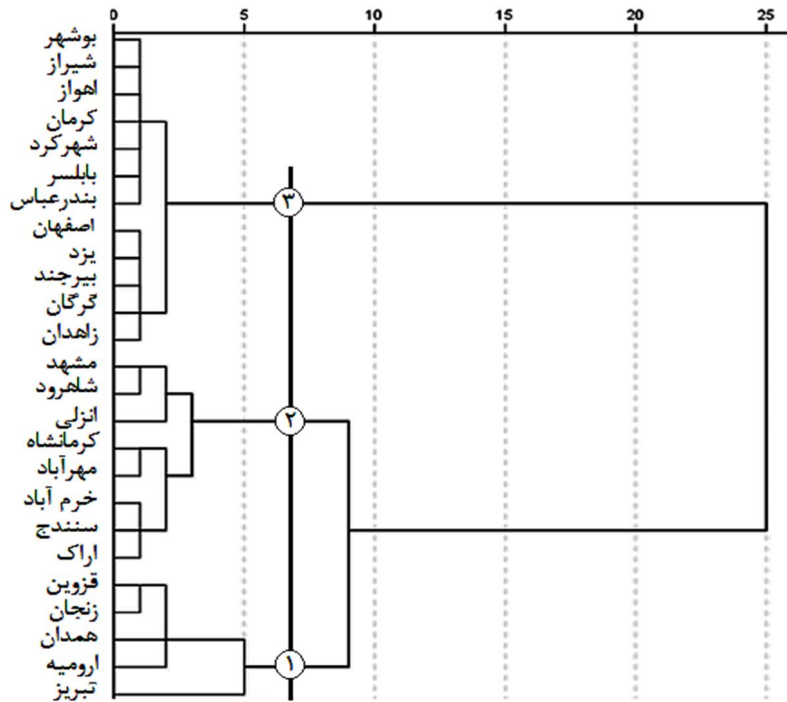 0 5 10 15 20 25
بوشهر
شیراز
اهواز
کرمان
شهرکرد
بابلسر
بندرعباس
۳
اصفهان
یزد
بیرجند
گرگان
زاهدان
مشهد
شاهرود
انزلی
۲
کرمانشاه
مهرآباد
خرم آباد
سنندج
اراک
قزوین
زنجان
همدان
ارومیه
۱
تبریز